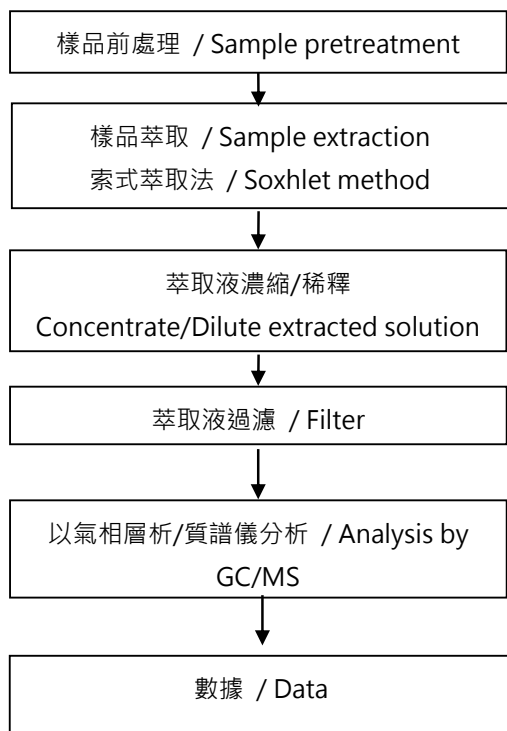 樣品前處理 / Sample pretreatment
樣品萃取 / Sample extraction
索式萃取法 / Soxhlet method
萃取液濃縮/稀釋
Concentrate/Dilute extracted solution
萃取液過濾 / Filter
以氣相層析/質譜儀分析 / Analysis by
GC/MS
數據 / Data